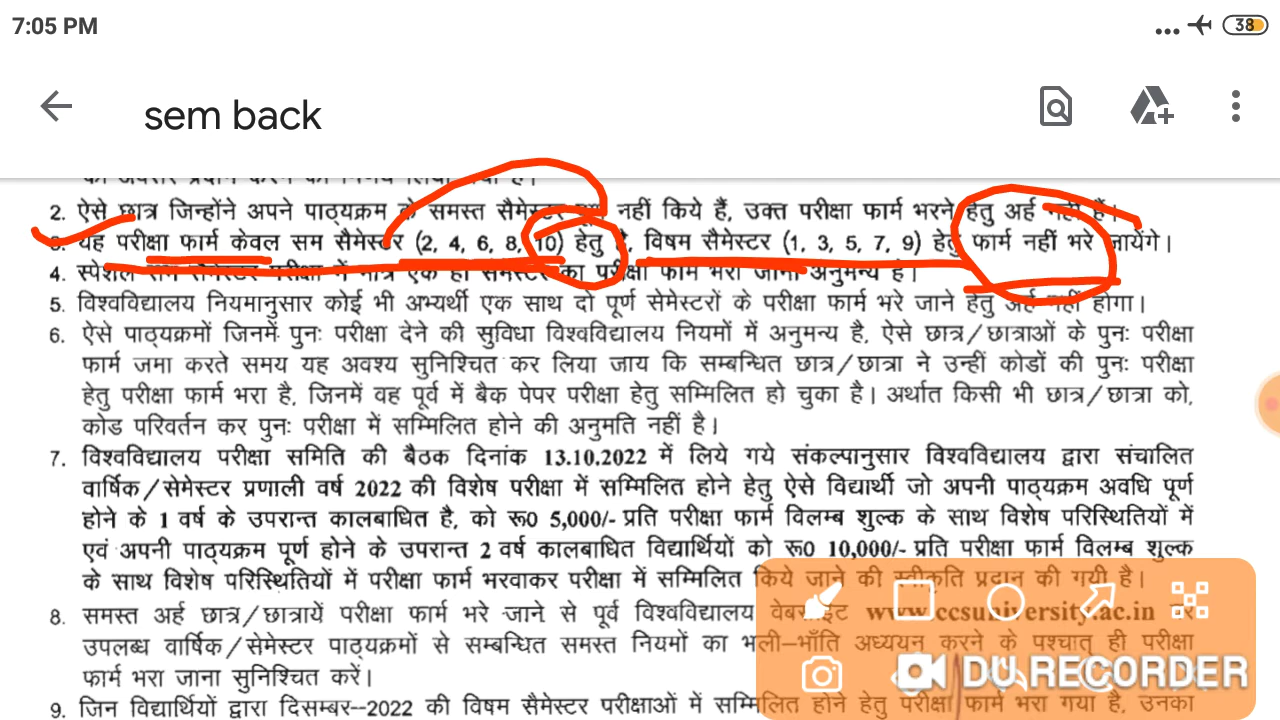 7:05 PM
38
sem back
2. ऐसे छात्र जिन्होंने अपने पाठ्यक्रम के समस्त सैमेस्टर नहीं किये हैं, उक्त परीक्षा फार्म भरने हेतु अर्ह नहीं हैं।
3. यह परीक्षा फार्म केवल सम सैमेस्टर (2, 4, 6, 8, 10) हेतु है, विषम सैमेस्टर (1, 3, 5, 7, 9) हेतु फार्म नहीं भरे जायेंगे।
4. स्पेशल सम सैमेस्टर परीक्षा में मात्र एक ही सैमेस्टर का परीक्षा फार्म भरा जाना अनुमन्य है।
5. विश्वविद्यालय नियमानुसार कोई भी अभ्यर्थी एक साथ दो पूर्ण सेमेस्टरों के परीक्षा फार्म भरे जाने हेतु अर्ह नहीं होगा।
6. ऐसे पाठ्यक्रमों जिनमें पुनः परीक्षा देने की सुविधा विश्वविद्यालय नियमों में अनुमन्य है, ऐसे छात्र/छात्राओं के पुनः परीक्षा
फार्म जमा करते समय यह अवश्य सुनिश्चित कर लिया जाय कि सम्बन्धित छात्र/छात्रा ने उन्हीं कोडों की पुनः परीक्षा
हेतु परीक्षा फार्म भरा है, जिनमें वह पूर्व में बैक पेपर परीक्षा हेतु सम्मिलित हो चुका है। अर्थात किसी भी छात्र/छात्रा को,
कोड परिवर्तन कर पुनः परीक्षा में सम्मिलित होने की अनुमति नहीं है।
7. विश्वविद्यालय परीक्षा समिति की बैठक दिनांक 13.10.2022 में लिये गये संकल्पानुसार विश्वविद्यालय द्वारा संचालित
वार्षिक/सेमेस्टर प्रणाली वर्ष 2022 की विशेष परीक्षा में सम्मिलित होने हेतु ऐसे विद्यार्थी जो अपनी पाठ्यक्रम अवधि पूर्ण
होने के 1 वर्ष के उपरान्त कालबाधित है, को रू0 5,000/- प्रति परीक्षा फार्म विलम्ब शुल्क के साथ विशेष परिस्थितियों में
एवं अपनी पाठ्यक्रम पूर्ण होने के उपरान्त 2 वर्ष कालबाधित विद्यार्थियों को रू0 10,000/- प्रति परीक्षा फार्म विलम्ब शुल्क
के साथ विशेष परिस्थितियों में परीक्षा फार्म भरवाकर परीक्षा में सम्मिलित किये जाने की स्वीकृति प्रदान की गयी है।
8. समस्त अर्ह छात्र/छात्रायें परीक्षा फार्म भरे जाने से पूर्व विश्वविद्यालय वेबसाइट www.ccsuniversity.ac.in पर
उपलब्ध वार्षिक/सेमेस्टर पाठ्यक्रमों से सम्बन्धित समस्त नियमों का भली–भाँति अध्ययन करने के पश्चात् ही परीक्षा
फार्म भरा जाना सुनिश्चित करें।
DU RECORDER
9. जिन विद्यार्थियों द्वारा दिसम्बर–2022 की विषम सैमेस्टर परीक्षाओं में सम्मिलित होने हेतु परीक्षा फार्म भरा गया है, उनका